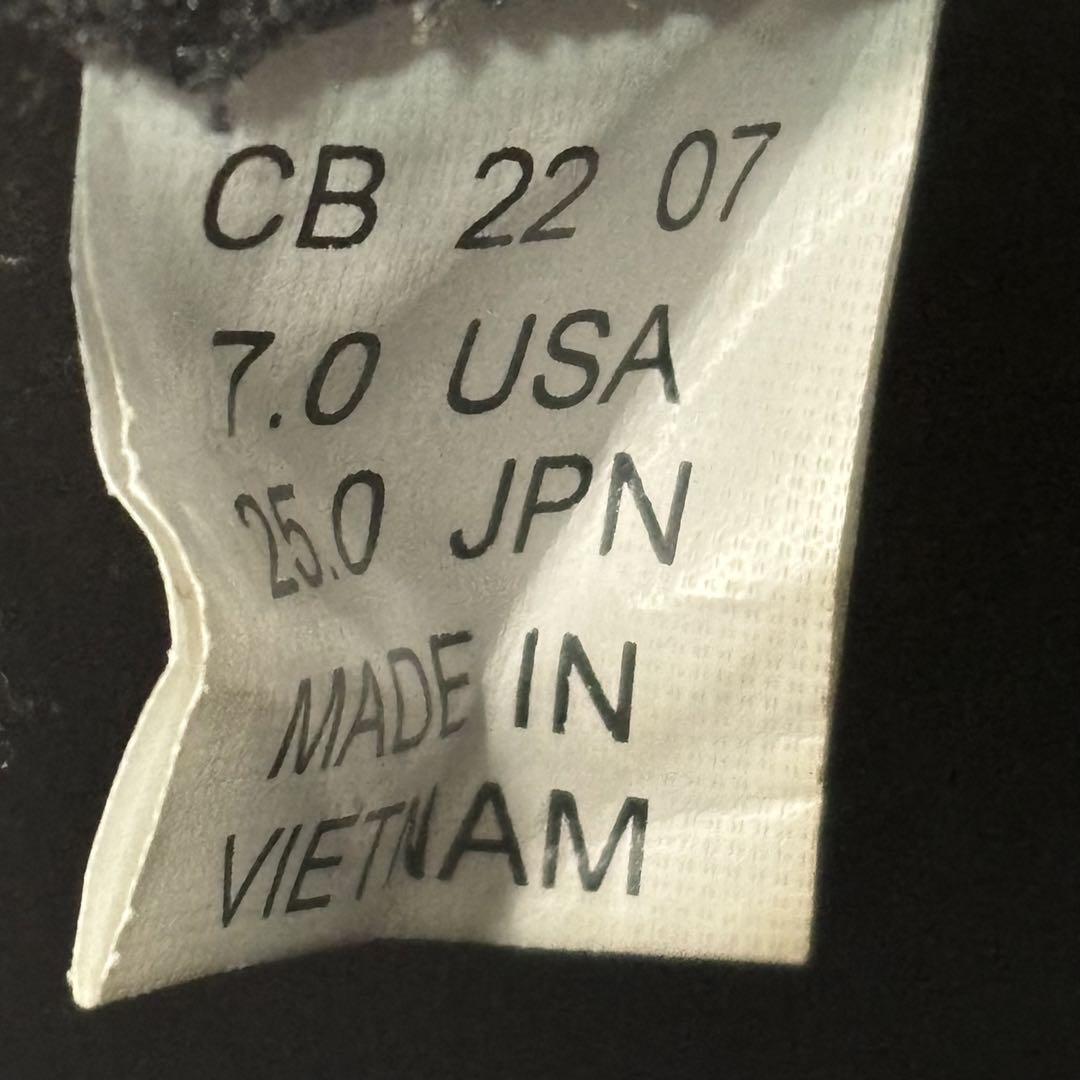 CB 22 07
7.0 USA
25.0 JPN
MADE IN
VIETNAM